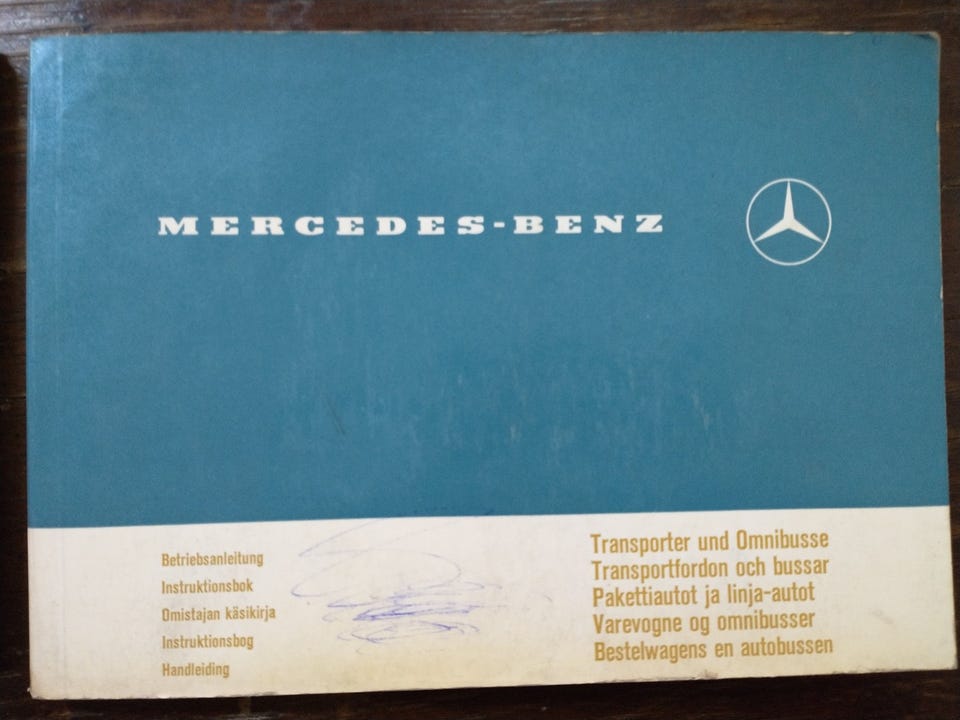 MERCEDES-BENZ
Betriebsanleitung
Instruktionsbok
Omistajan käsikirja
Instruktionsbog
Handleiding
Transporter und Omnibusse
Transportfordon och bussar
Pakettiautot ja linja-autot
Varevogne og omnibusser
Bestelwagens en autobussen